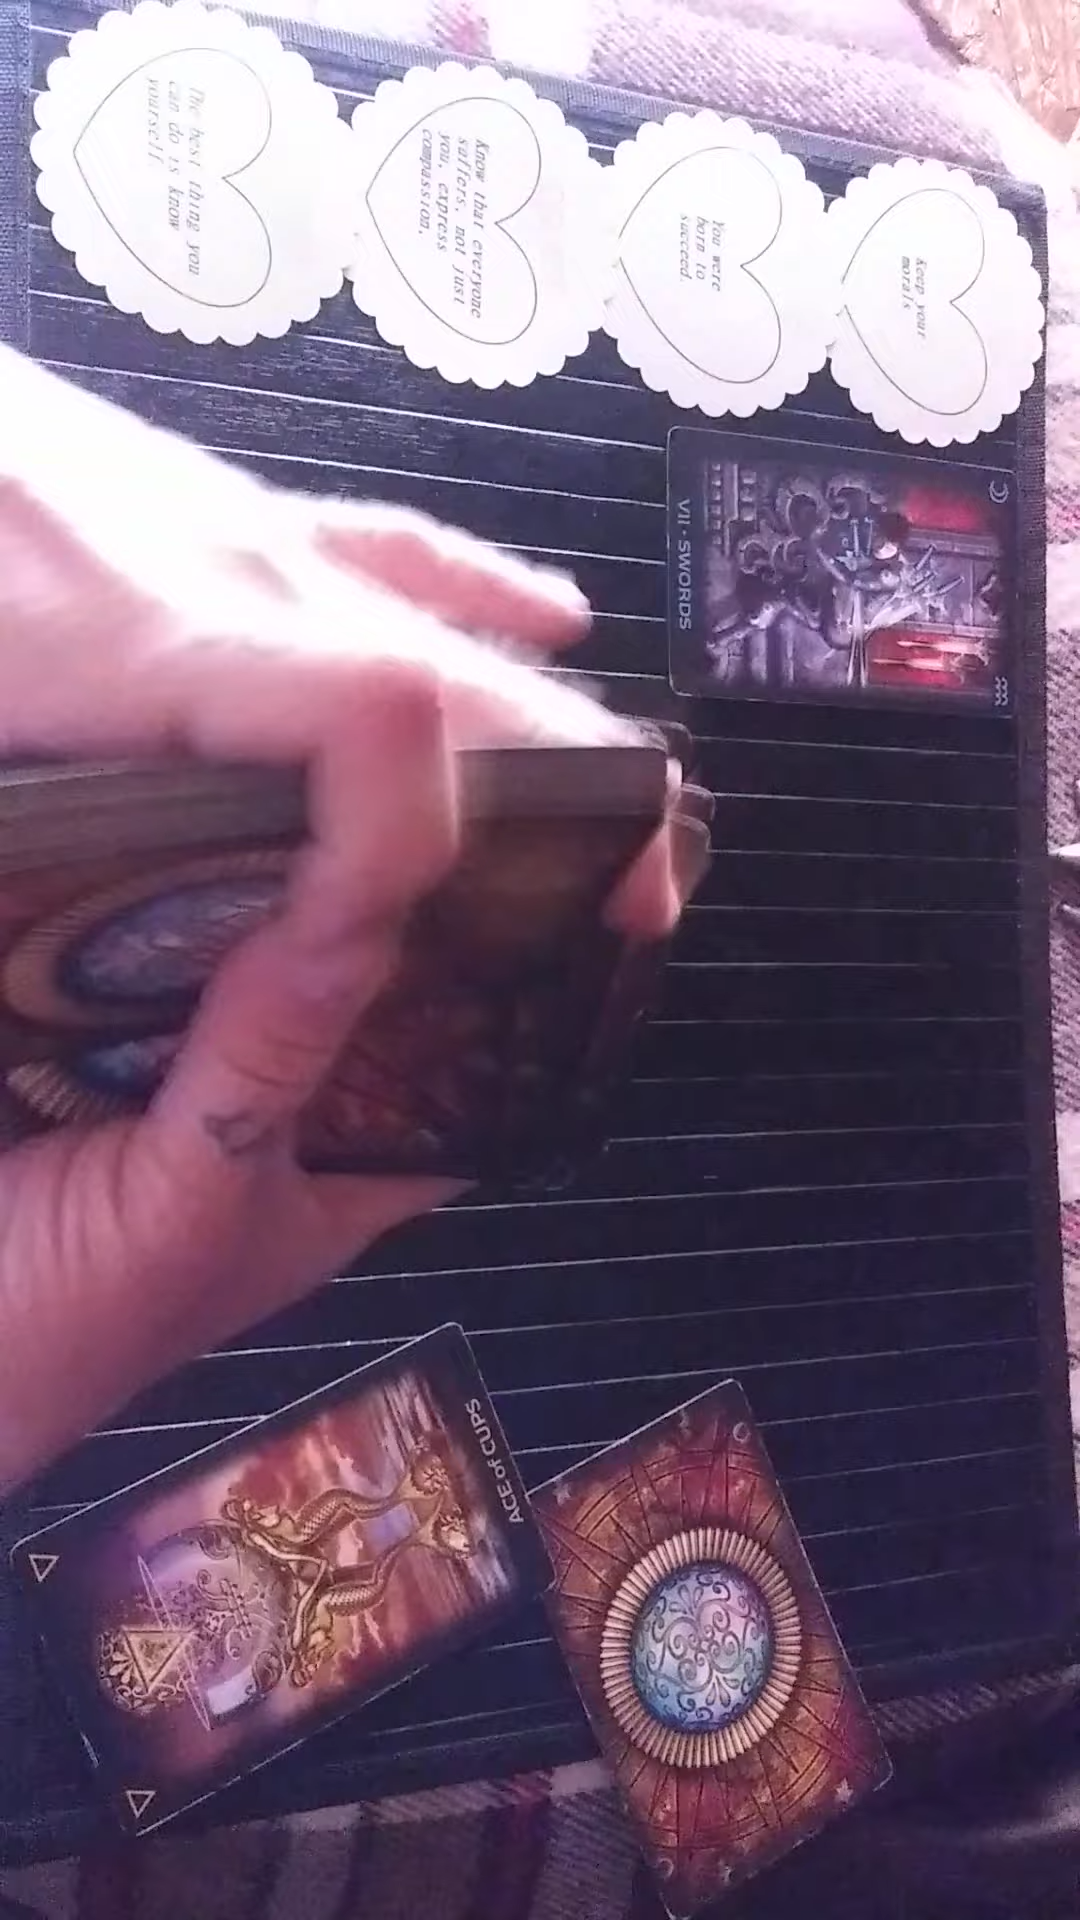 The best thing you
can do is know
yourself
Know that everyone
suffers, not just
you, express
compassion.
You were
born to
succeed.
Keep your
morals
VII • SWORDS
ACE of CUPS